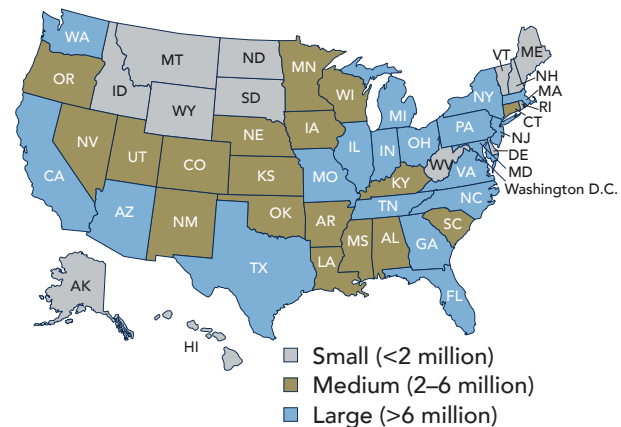 WA
MT
ND
MN
VT
ME
OR
ID
SD
WI
NY
NH
MA
WY
MI
RI
CT
NV
NE
IA
PA
NJ
UT
CO
IL
IN
OH
DE
CA
KS
MO
WV
VA
MD
KY
Washington D.C.
AZ
NM
OK
AR
TN
NC
SC
MS
AL
GA
TX
LA
FL
AK
HI
Small (<2 million)
Medium (2–6 million)
Large (>6 million)